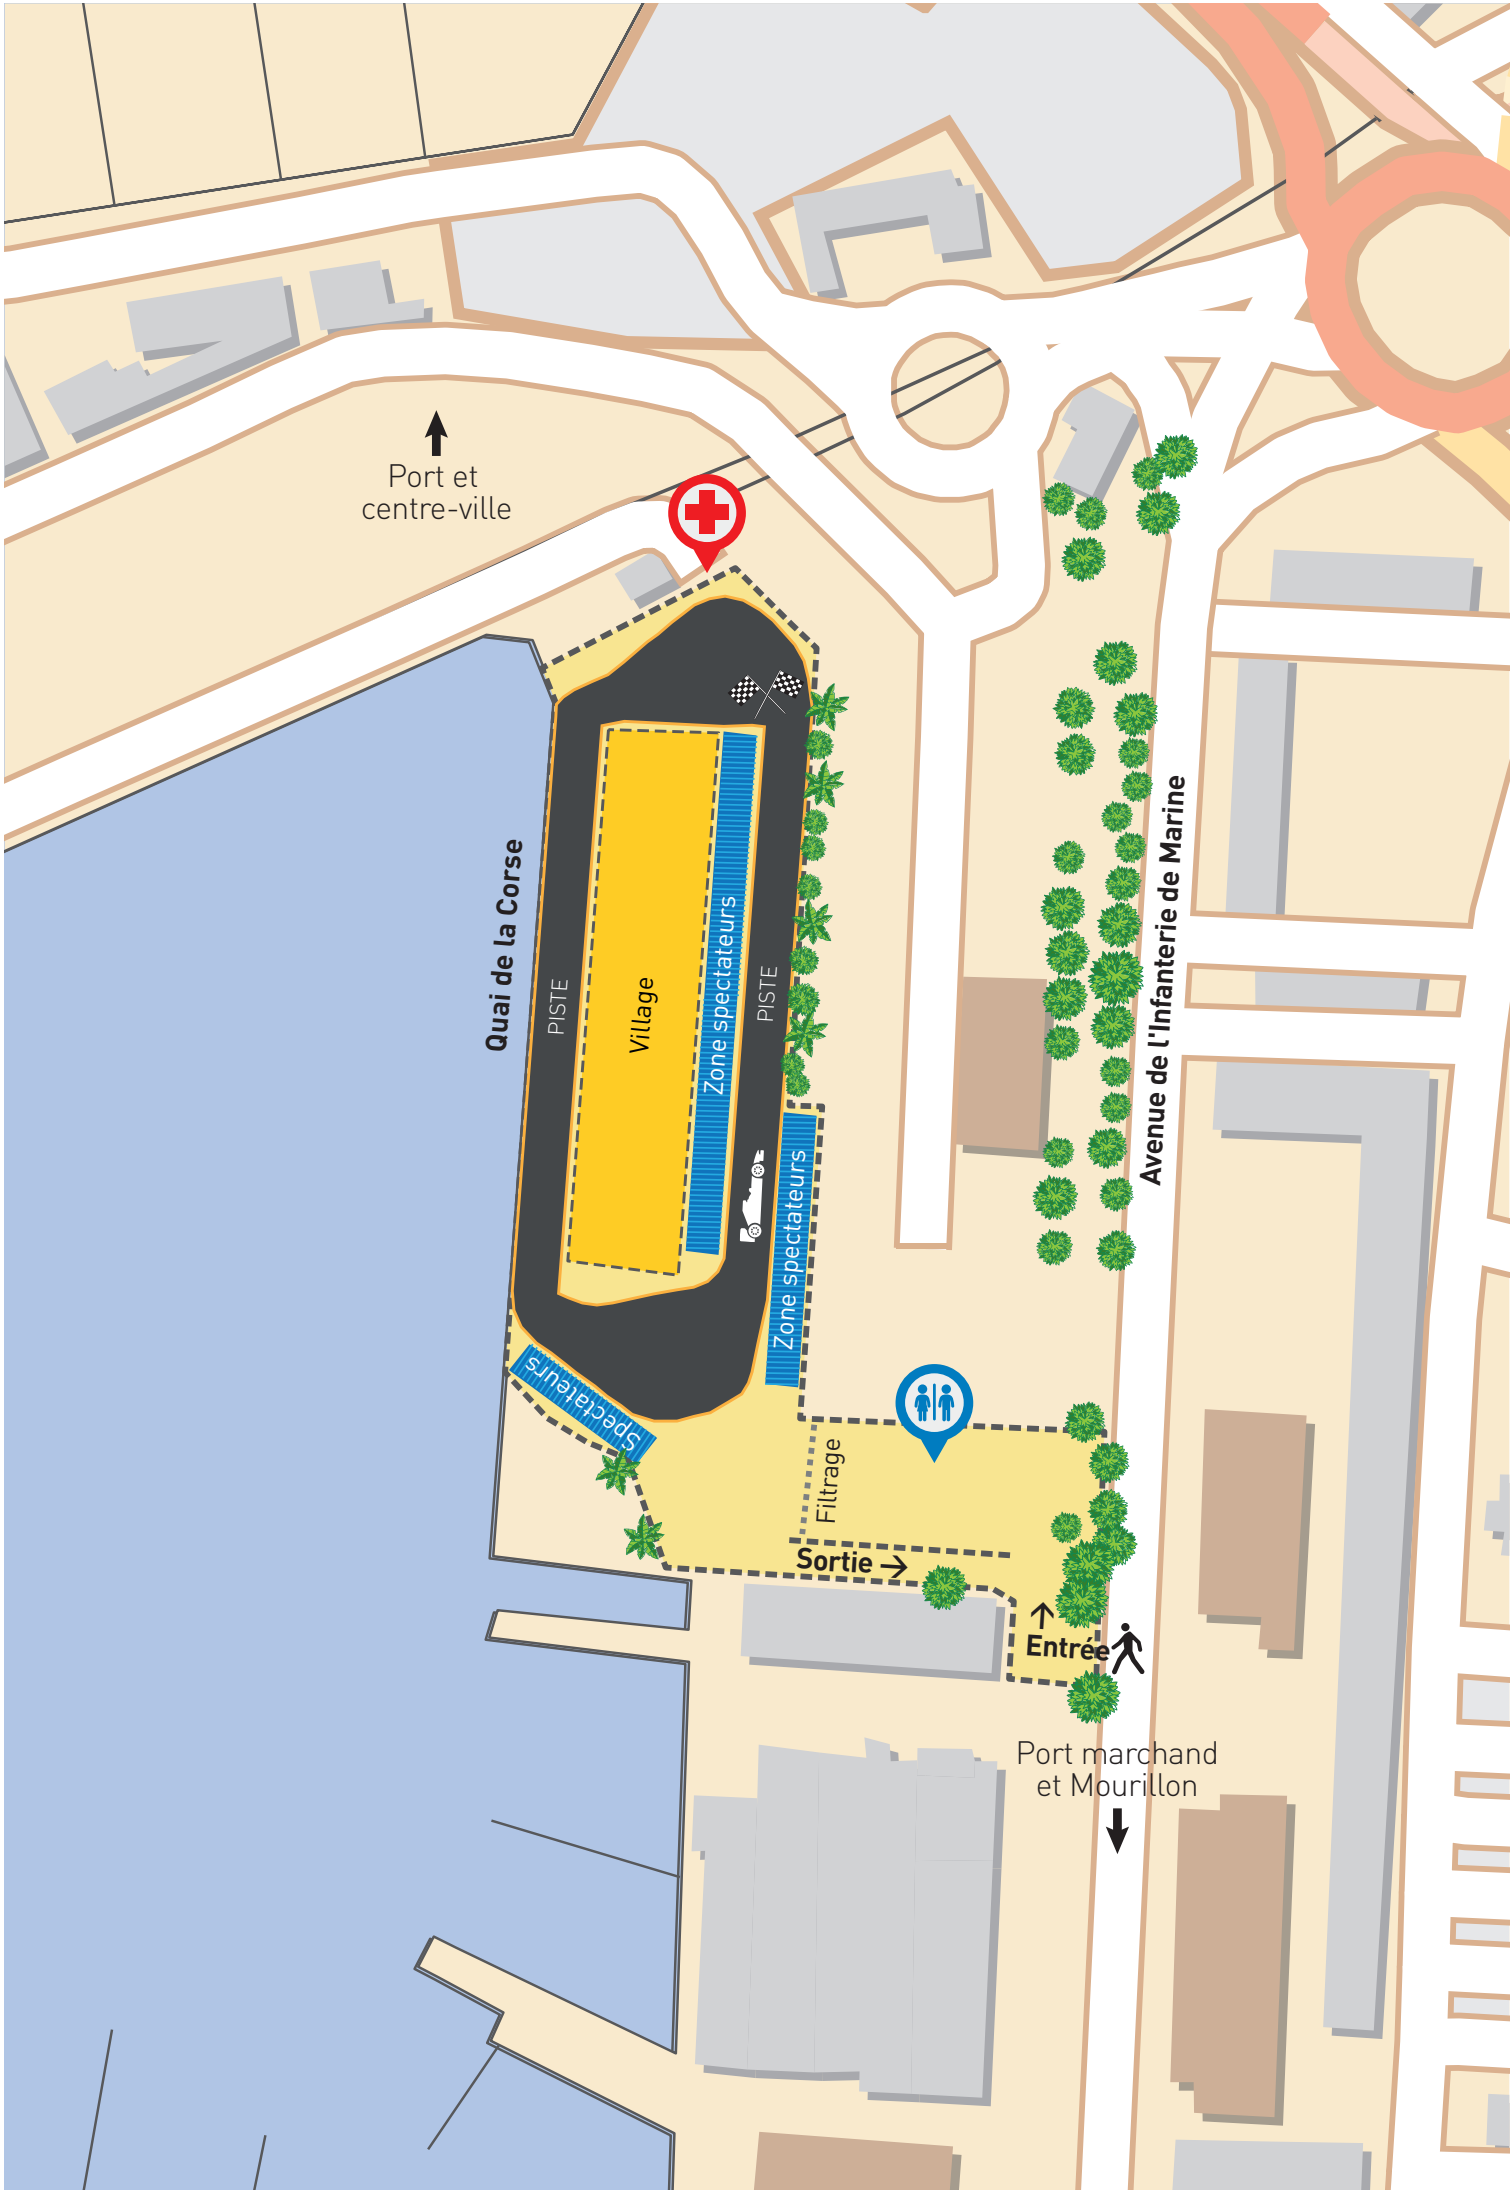 Port et
centre-ville
Quai de la Corse
PISTE
Village
Zone spectateurs
PISTE
Avenue de l'Infanterie de Marine
Zone spectateurs
Spectateurs
Filtrage
Sortie →
↑
Entrée
Port marchand
et Mourillon